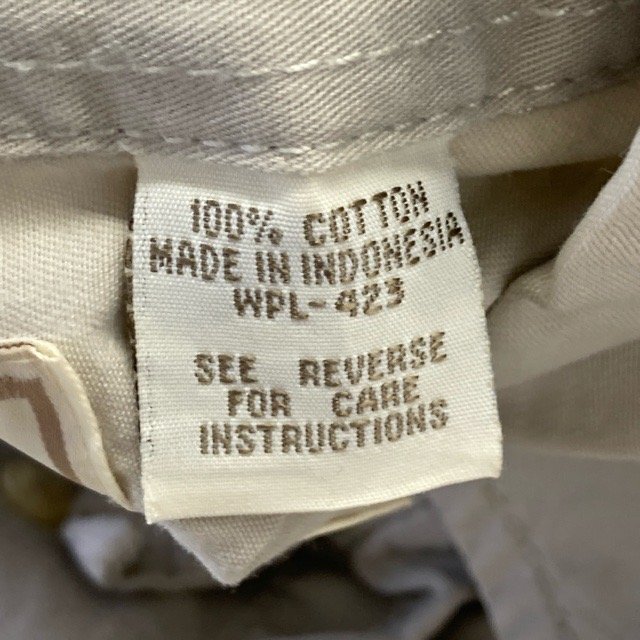 100% COTTON
MADE IN INDONESIA
WPL-423
SEE REVERSE
FOR CARE
INSTRUCTIONS